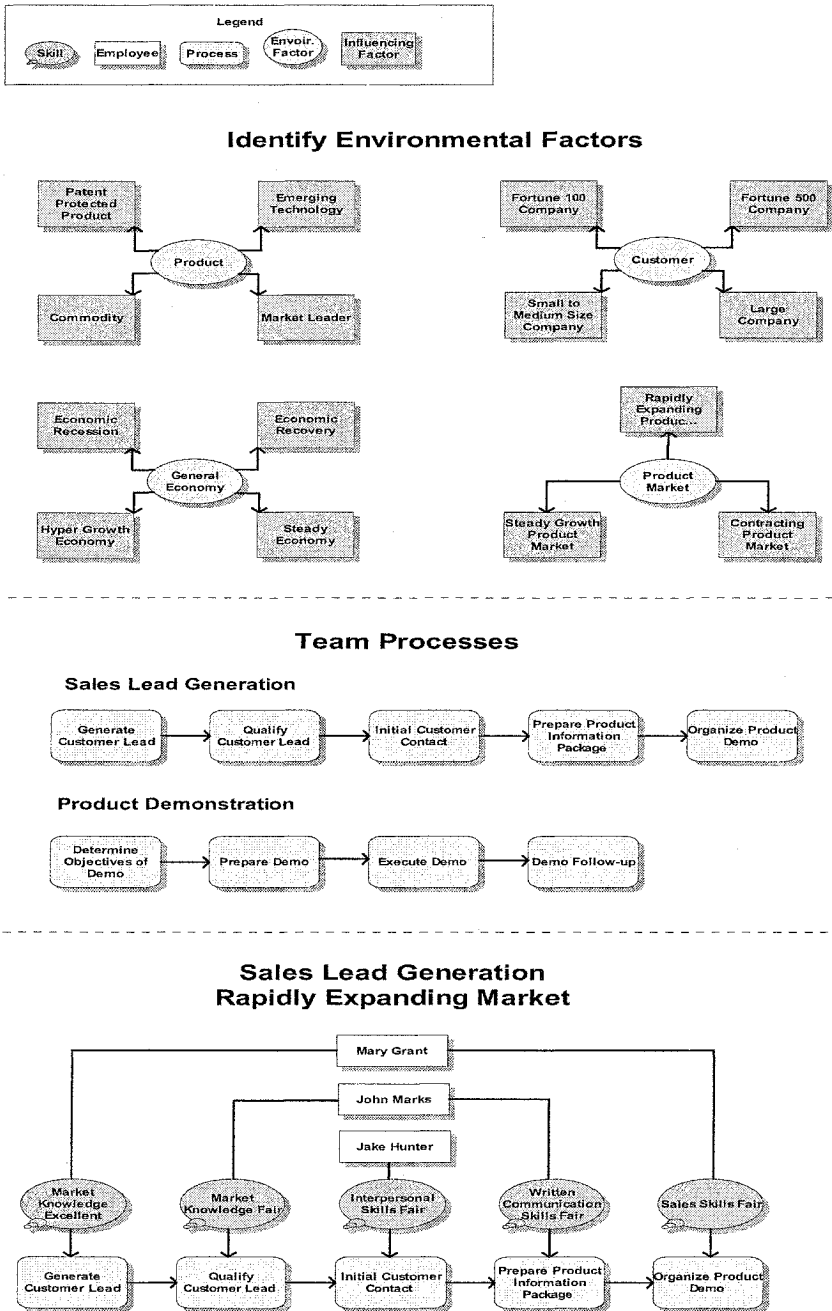 Legend
Skill
Employee
Process
Envoir.
Factor
Influencing
Factor
Identify Environmental Factors
Patent
Protected
Product
Emerging
Technology
Product
Commodity
Market Leader
Fortune 100
Company
Fortune 500
Company
Customer
Small to
Medium Size
Company
Large
Company
Economic
Recession
Economic
Recovery
General
Economy
Hyper Growth
Economy
Steady
Economy
Rapidly
Expanding
Produc...
Product
Market
Steady Growth
Product
Market
Contracting
Product
Market
Team Processes
Sales Lead Generation
Generate
Customer Lead
Qualify
Customer Lead
Initial Customer
Contact
Prepare Product
Information
Package
Organize Product
Demo
Product Demonstration
Determine
Objectives of
Demo
Prepare Demo
Execute Demo
Demo Follow-up
Sales Lead Generation
Rapidly Expanding Market
Mary Grant
John Marks
Jake Hunter
Market
Knowledge
Excellent
Market
Knowledge Fair
Interpersonal
Skills Fair
Written
Communication
Skills Fair
Sales Skills Fair
Generate
Customer Lead
Qualify
Customer Lead
Initial Customer
Contact
Prepare Product
Information
Package
Organize Product
Demo